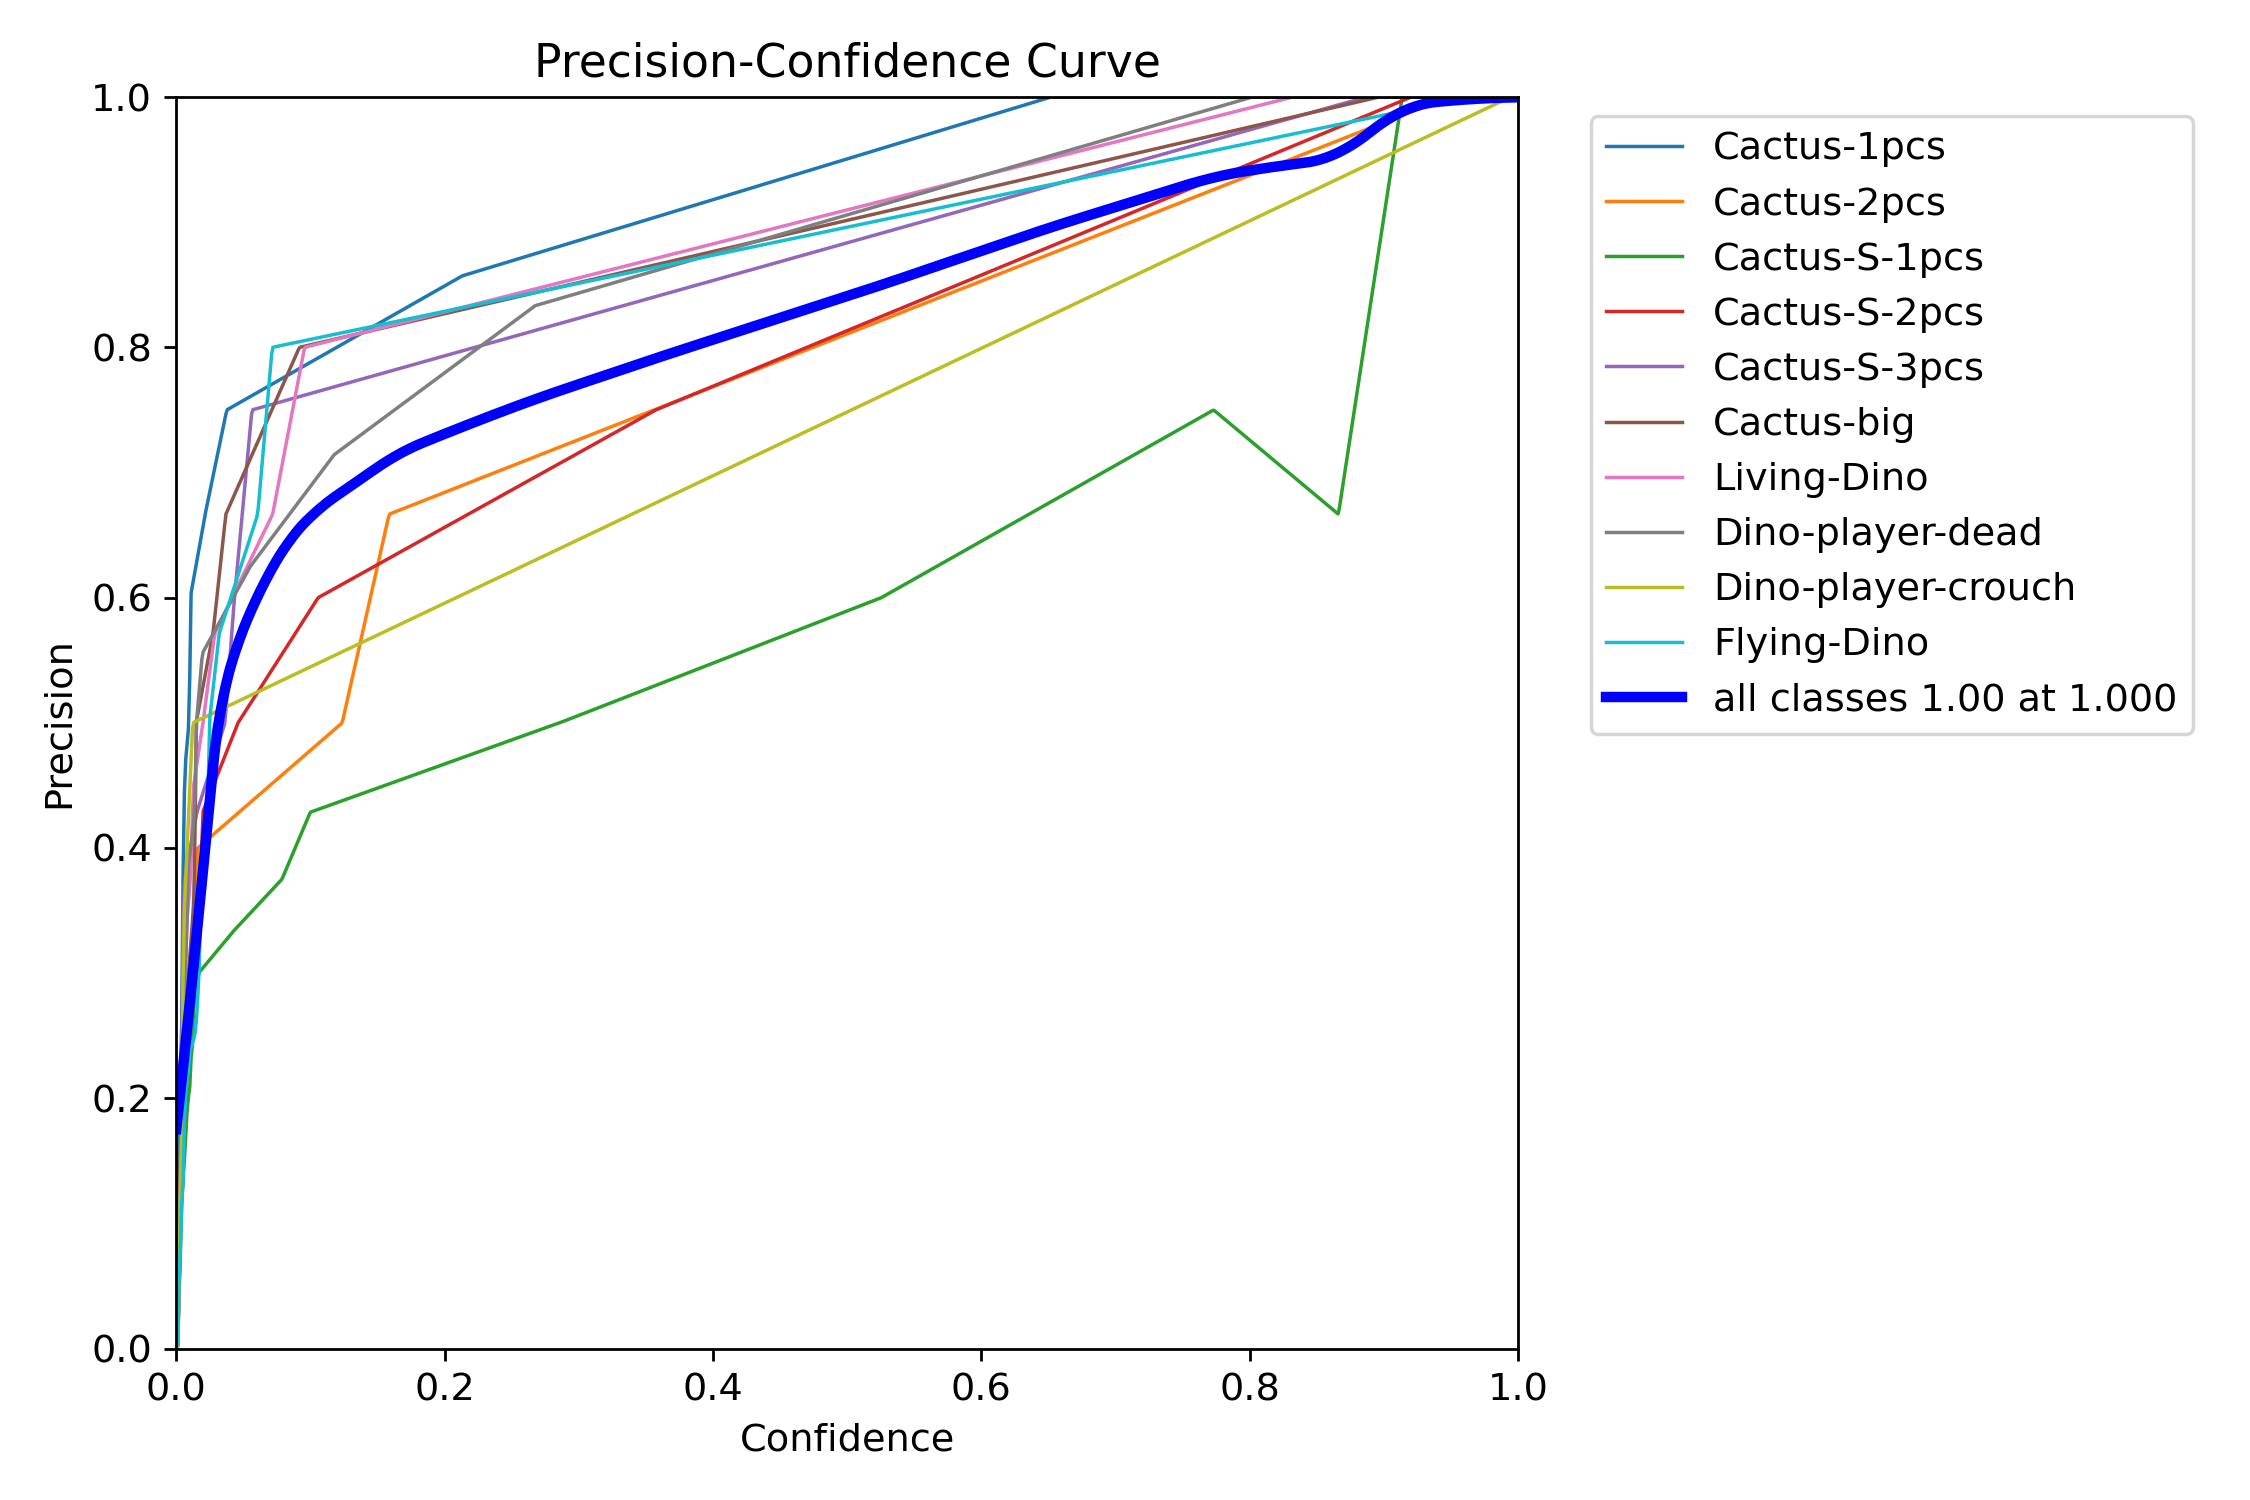 Precision-Confidence Curve
1.0
0.8
0.6
0.4
0.2
0.0
Precision
0.0 0.2 0.4 0.6 0.8 1.0
Confidence
Cactus-1pcs
Cactus-2pcs
Cactus-S-1pcs
Cactus-S-2pcs
Cactus-S-3pcs
Cactus-big
Living-Dino
Dino-player-dead
Dino-player-crouch
Flying-Dino
all classes 1.00 at 1.000